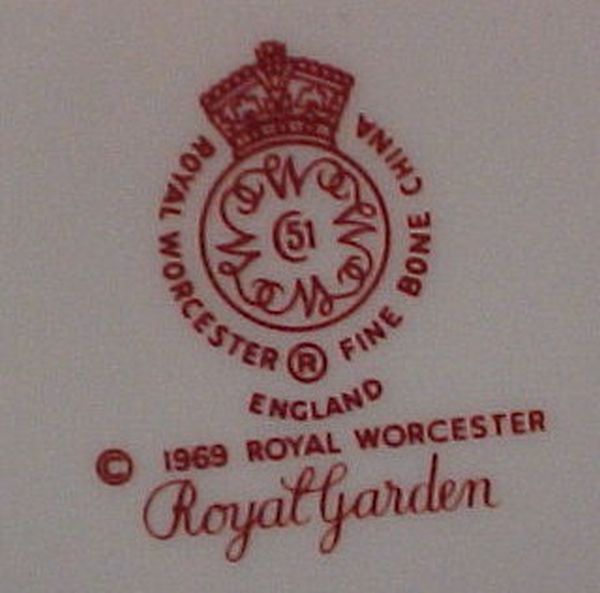 ROYAL WORCESTER ® FINE BONE CHINA
C51
ENGLAND
© 1969 ROYAL WORCESTER
Royal Garden